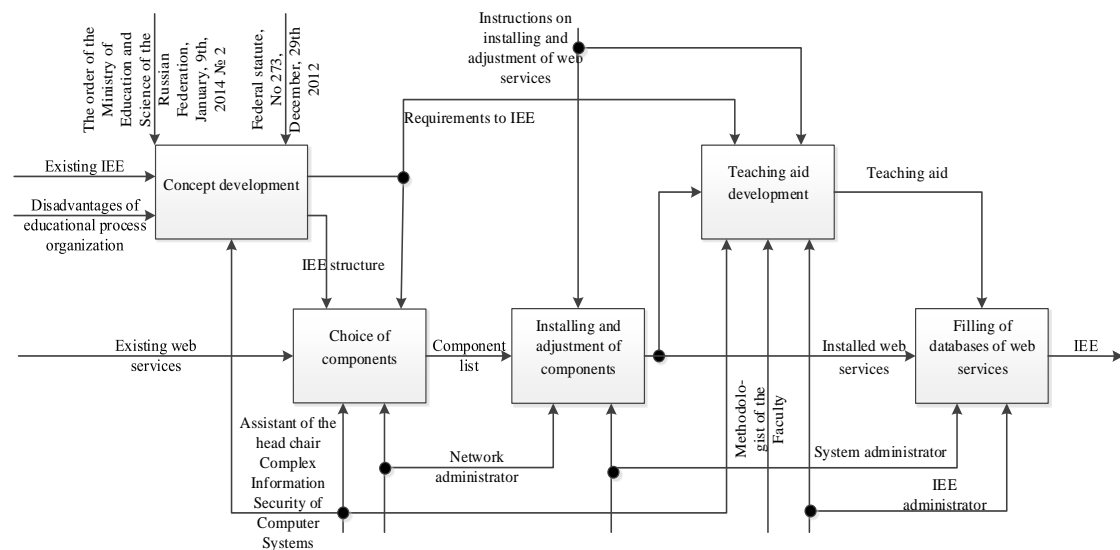 The order of the
Ministry of
Education and
Science of the
Russian
Federation,
January, 9th,
2014 № 2
Federal statute,
No 273,
December, 29th
2012
Instructions on
installing and
adjustment of web
services
Requirements to IEE
Existing IEE
Concept development
Teaching aid
development
Teaching aid
Disadvantages of
educational process
organization
IEE structure
Existing web
services
Choice of
components
Component
list
Installing and
adjustment of
components
Installed web
services
Filling of
databases of web
services
IEE
Assistant of the
head chair
Complex
Information
Security of
Computer
Systems
Network
administrator
Methodolo-
gist of the
Faculty
System administrator
IEE
administrator